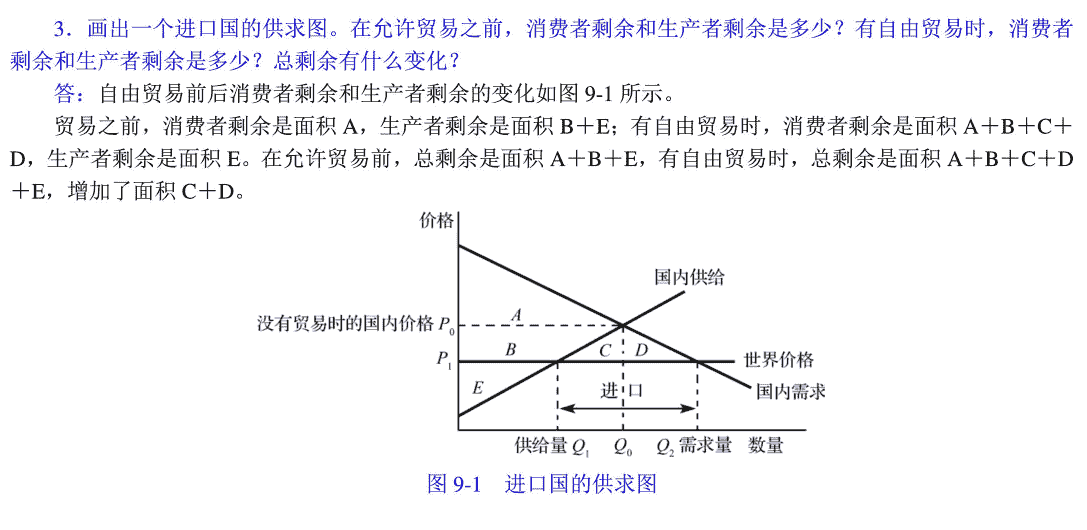 3．画出一个进口国的供求图。在允许贸易之前，消费者剩余和生产者剩余是多少？有自由贸易时，消费者
剩余和生产者剩余是多少？总剩余有什么变化？
答：自由贸易前后消费者剩余和生产者剩余的变化如图 9-1 所示。
贸易之前，消费者剩余是面积 A，生产者剩余是面积 B＋E；有自由贸易时，消费者剩余是面积 A＋B＋C＋
D，生产者剩余是面积 E。在允许贸易前，总剩余是面积 A＋B＋E，有自由贸易时，总剩余是面积 A＋B＋C＋D
＋E，增加了面积 C＋D。
价格
国内供给
没有贸易时的国内价格 P₀
A
P₁
B
C
D
世界价格
E
进口
国内需求
供给量 Q₁
Q₀
Q₂ 需求量
数量
图 9-1 进口国的供求图